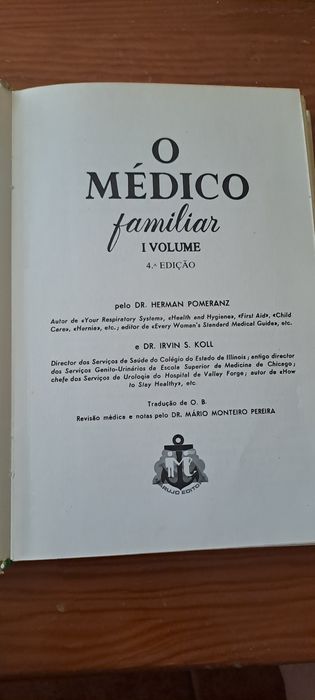 O
MÉDICO
familiar
I VOLUME
4.ª EDIÇÃO
pelo DR. HERMAN POMERANZ
Autor de «Your Respiratory System», «Health and Hygiene», «First Aid», «Child
Care», «Hernia», etc.; editor de «Every Woman's Standard Medical Guide», etc.
e DR. IRVIN S. KOLL
Director dos Serviços de Saúde do Colégio do Estado de Illinois; antigo director
dos Serviços Genito-Urinários da Escola Superior de Medicina de Chicago;
chefe dos Serviços de Urologia do Hospital de Valley Forge; autor de «How
to Stay Healthy», etc.
Tradução de O. B.
Revisão médica e notas pelo DR. MÁRIO MONTEIRO PEREIRA